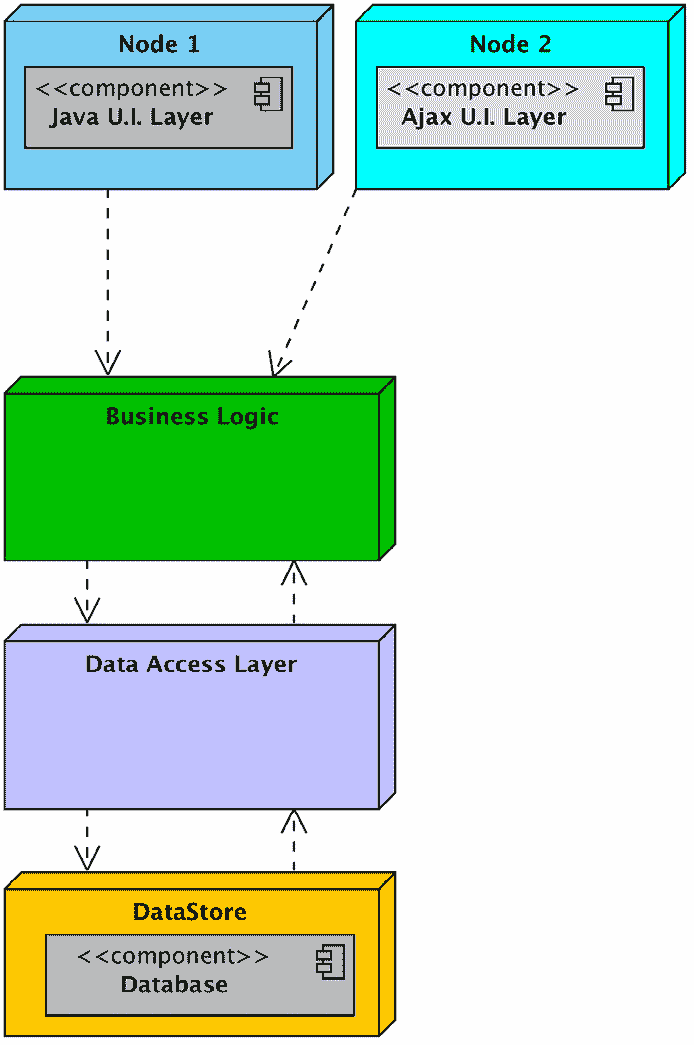 Node 1
<<component>>
Java U.I. Layer
Node 2
<<component>>
Ajax U.I. Layer
Business Logic
Data Access Layer
DataStore
<<component>>
Database